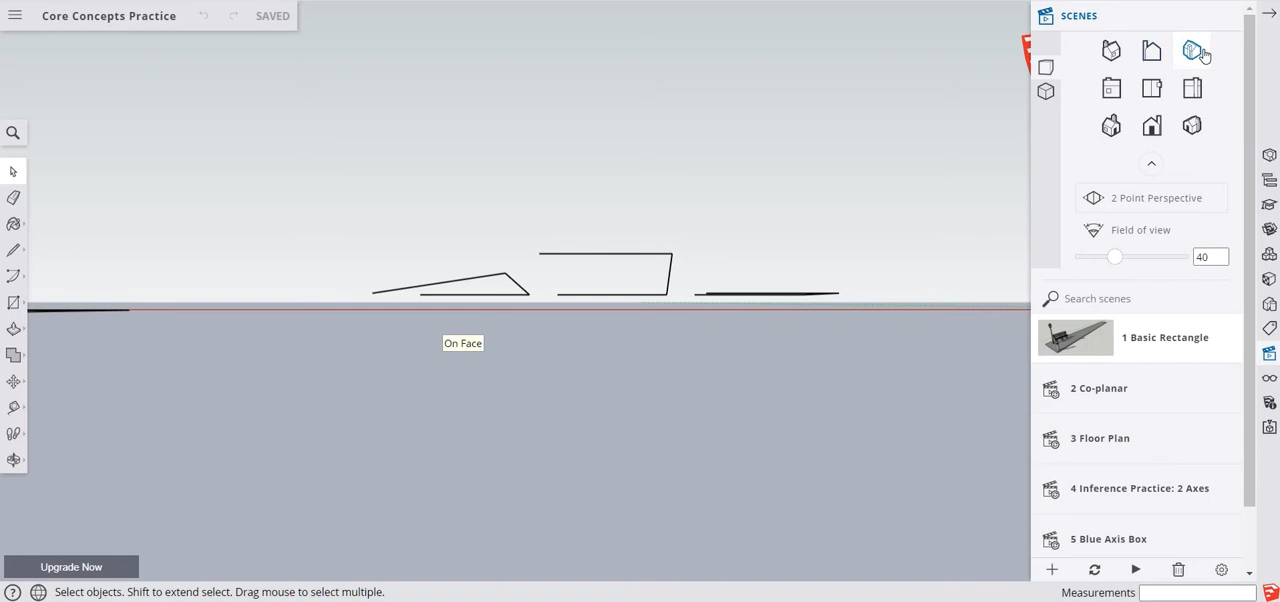 Core Concepts Practice
SAVED
SCENES
2 Point Perspective
Field of view
40
Search scenes
1 Basic Rectangle
2 Co-planar
3 Floor Plan
4 Inference Practice: 2 Axes
5 Blue Axis Box
On Face
Upgrade Now
Select objects. Shift to extend select. Drag mouse to select multiple.
Measurements